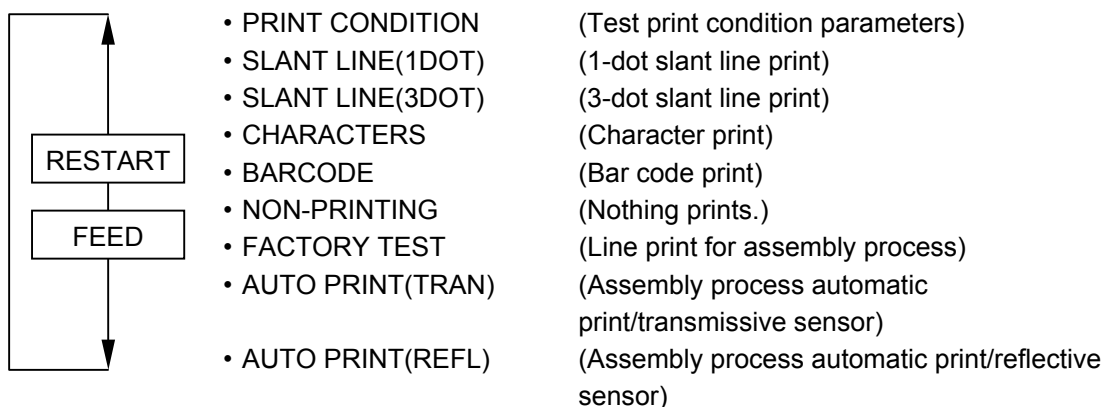 • PRINT CONDITION (Test print condition parameters)
• SLANT LINE(1DOT) (1-dot slant line print)
• SLANT LINE(3DOT) (3-dot slant line print)
• CHARACTERS (Character print)
RESTART
• BARCODE (Bar code print)
• NON-PRINTING (Nothing prints.)
FEED
• FACTORY TEST (Line print for assembly process)
• AUTO PRINT(TRAN) (Assembly process automatic
print/transmissive sensor)
• AUTO PRINT(REFL) (Assembly process automatic print/reflective
sensor)